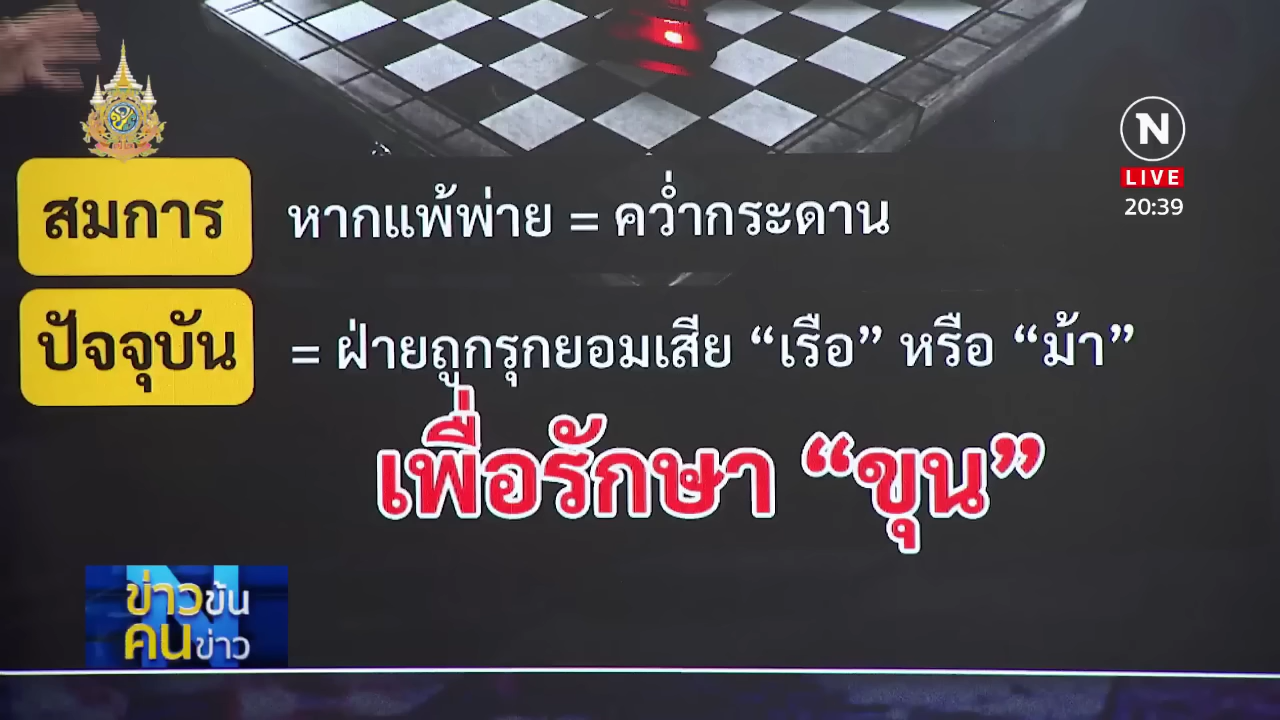 N
LIVE
20:39
สมการ หากแพ้พ่าย = คว่ำกระดาน
ปัจจุบัน = ฝ่ายถูกรุกยอมเสีย “เรือ” หรือ “ม้า”
เพื่อรักษา “ขุน”
ข่าวข้น
คนข่าว